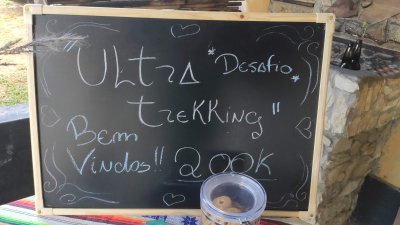 "ULtRA *Desafio*
tREKKing"
Bem
Vindos!! 200K